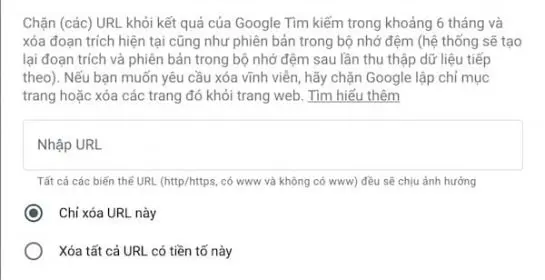 Chặn (các) URL khỏi kết quả của Google Tìm kiếm trong khoảng 6 tháng và
xóa đoạn trích hiện tại cũng như phiên bản trong bộ nhớ đệm (hệ thống sẽ tạo
lại đoạn trích và phiên bản trong bộ nhớ đệm sau lần thu thập dữ liệu tiếp
theo). Nếu bạn muốn yêu cầu xóa vĩnh viễn, hãy chặn Google lập chỉ mục
trang hoặc xóa các trang đó khỏi trang web. Tìm hiểu thêm
Nhập URL
Tất cả các biến thể URL (http/https, có www và không có www) đều sẽ chịu ảnh hưởng
Chỉ xóa URL này
Xóa tất cả URL có tiền tố này